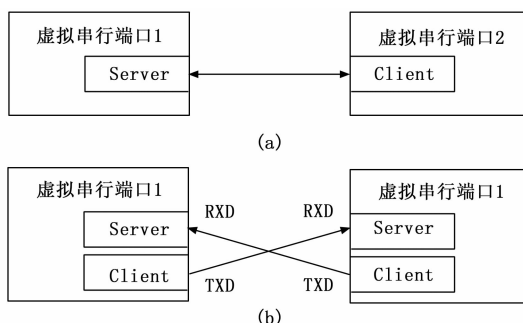 虚拟串行端口1 虚拟串行端口2
Server Client
(a)
虚拟串行端口1 虚拟串行端口1
RXD RXD
Server Server
Client Client
TXD TXD
(b)